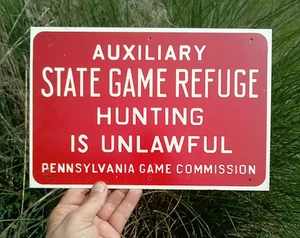 AUXILIARY
STATE GAME REFUGE
HUNTING
IS UNLAWFUL
PENNSYLVANIA GAME COMMISSION